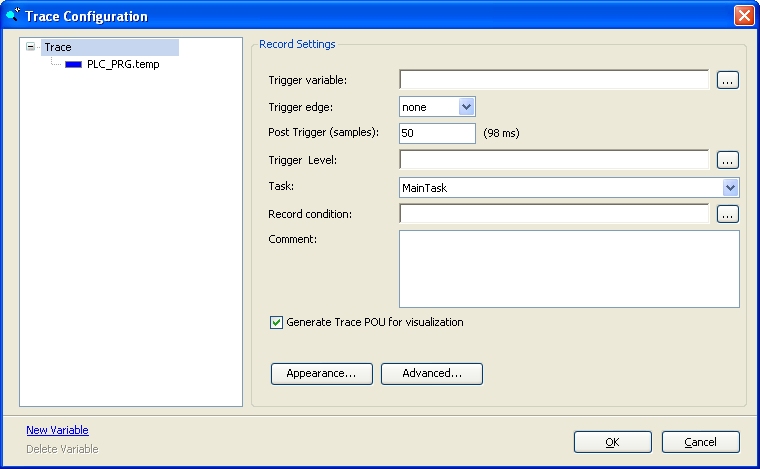 Trace Configuration
Trace
PLC_PRG.temp
Record Settings
Trigger variable:
...
Trigger edge:
none
Post Trigger (samples):
50
(98 ms)
Trigger Level:
...
Task:
MainTask
Record condition:
...
Comment:
Generate Trace POU for visualization
Appearance...
Advanced...
New Variable
Delete Variable
OK
Cancel